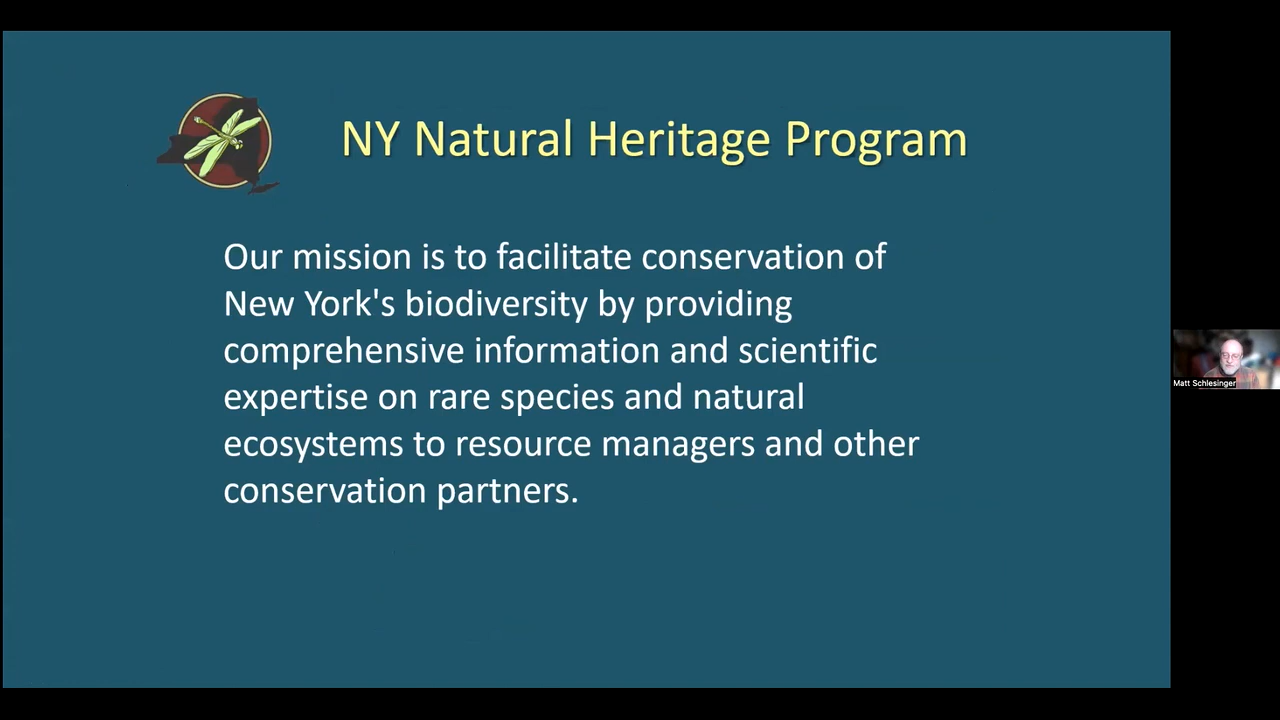 NY Natural Heritage Program
Our mission is to facilitate conservation of
New York's biodiversity by providing
comprehensive information and scientific
expertise on rare species and natural
ecosystems to resource managers and other
conservation partners.
Matt Schlesinger